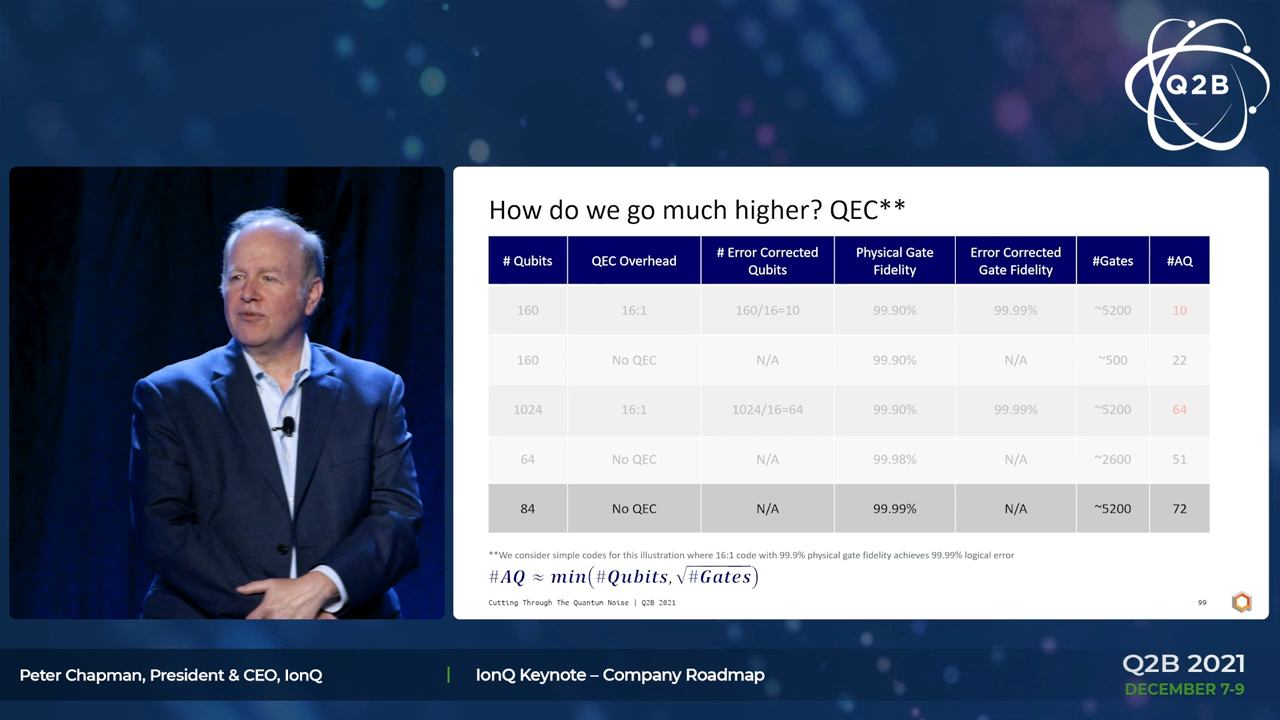 Q2B
How do we go much higher? QEC**
# Qubits QEC Overhead # Error Corrected Qubits Physical Gate Fidelity Error Corrected Gate Fidelity #Gates #AQ
160 16:1 160/16=10 99.90% 99.99% ~5200 10
160 No QEC N/A 99.90% N/A ~500 22
1024 16:1 1024/16=64 99.90% 99.99% ~5200 64
64 No QEC N/A 99.98% N/A ~2600 51
84 No QEC N/A 99.99% N/A ~5200 72
**We consider simple codes for this illustration where 16:1 code with 99.9% physical gate fidelity achieves 99.99% logical error
#AQ ≈ min(#Qubits, √#Gates)
Cutting Through The Quantum Noise | Q2B 2021 99
Peter Chapman, President & CEO, IonQ | IonQ Keynote – Company Roadmap
Q2B 2021
DECEMBER 7-9